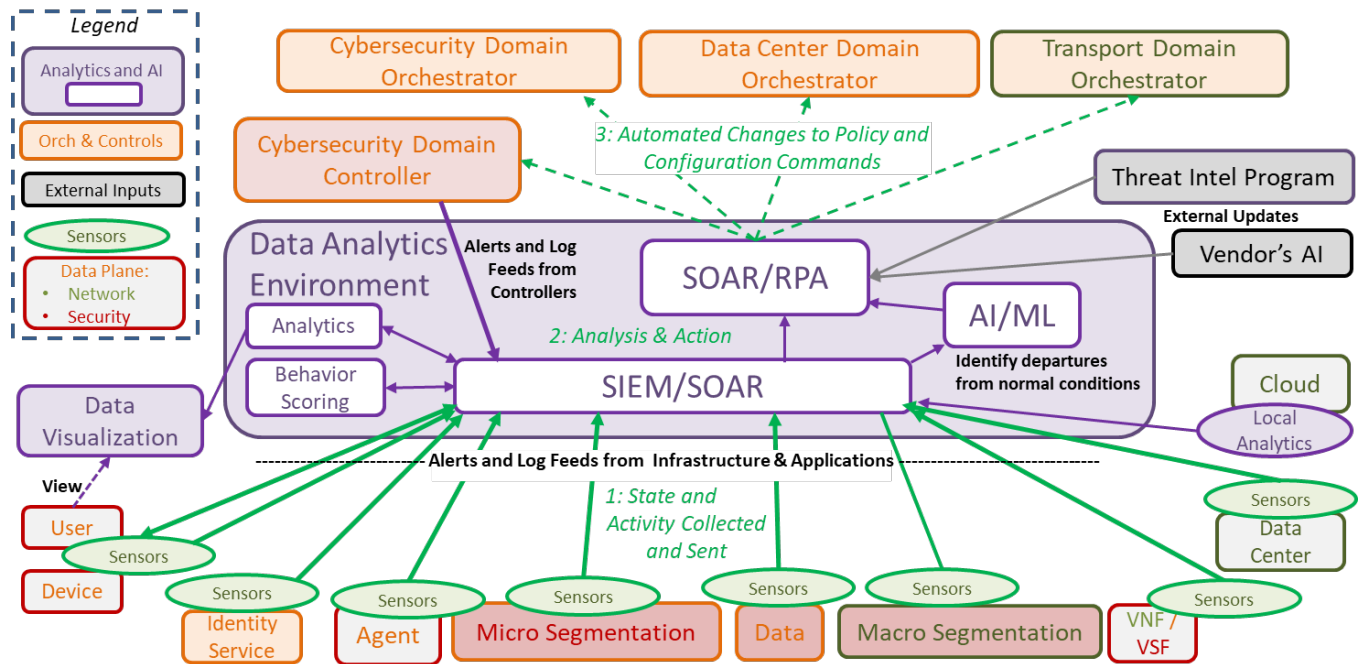 Legend
Analytics and AI
Orch & Controls
External Inputs
Sensors
Data Plane:
• Network
• Security
Cybersecurity Domain
Orchestrator
Data Center Domain
Orchestrator
Transport Domain
Orchestrator
Cybersecurity Domain
Controller
3: Automated Changes to Policy and
Configuration Commands
Threat Intel Program
External Updates
Vendor's AI
Data Analytics
Environment
Alerts and Log
Feeds from
Controllers
SOAR/RPA
AI/ML
Analytics
2: Analysis & Action
Identify departures
from normal conditions
Behavior
Scoring
SIEM/SOAR
Data
Visualization
Cloud
Local
Analytics
Alerts and Log Feeds from Infrastructure & Applications
View
1: State and
Activity Collected
and Sent
User
Sensors
Device
Sensors
Data
Center
Sensors
Identity
Service
Sensors
Agent
Sensors
Micro Segmentation
Sensors
Data
Sensors
Macro Segmentation
Sensors
VNF /
VSF